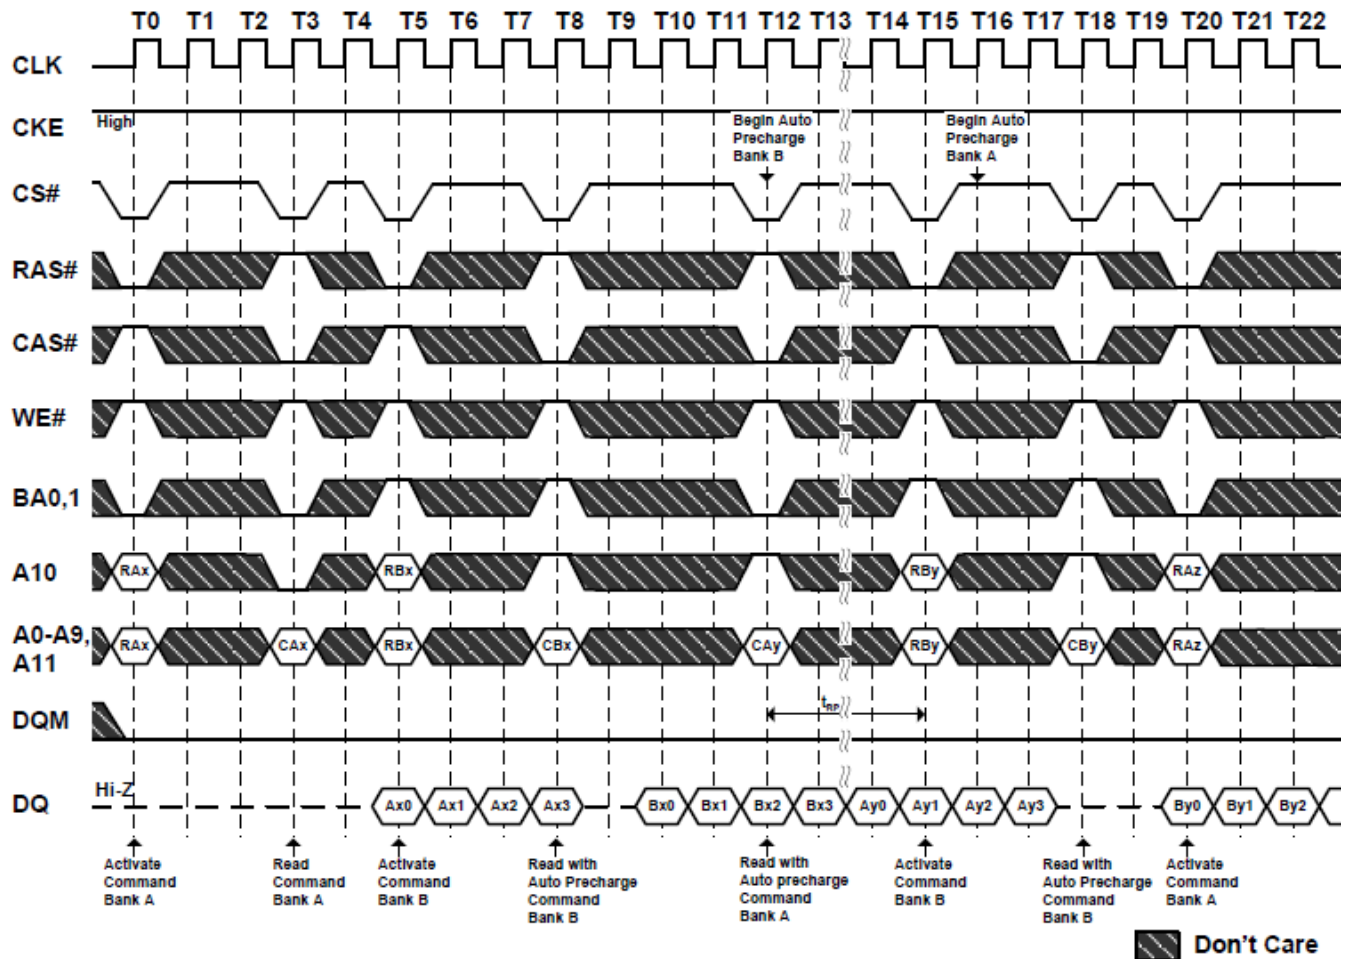 T0 T1 T2 T3 T4 T5 T6 T7 T8 T9 T10 T11 T12 T13 T14 T15 T16 T17 T18 T19 T20 T21 T22
CLK
CKE
High
Begin Auto
Precharge
Bank B
Begin Auto
Precharge
Bank A
CS#
RAS#
CAS#
WE#
BA0,1
A10
RAx RBx RBy RAz
A0-A9,
A11
RAx CAx RBx CBx CAy RBy CBy RAz
DQM
tRP
DQ
Hi-Z
Ax0 Ax1 Ax2 Ax3 Bx0 Bx1 Bx2 Bx3 Ay0 Ay1 Ay2 Ay3 By0 By1 By2
Activate
Command
Bank A
Read
Command
Bank A
Activate
Command
Bank B
Read with
Auto Precharge
Command
Bank B
Read with
Auto precharge
Command
Bank A
Activate
Command
Bank B
Read with
Auto Precharge
Command
Bank B
Activate
Command
Bank A
Don't Care